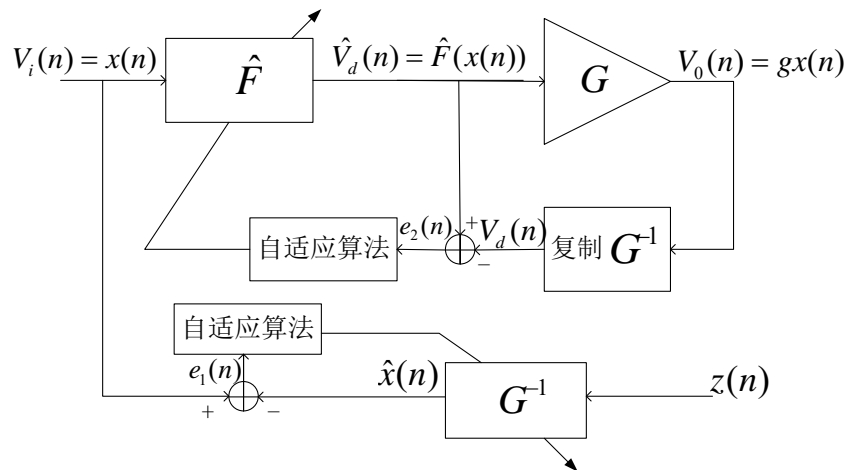 V_i(n) = x(n)
F̂
V̂_d(n) = F̂(x(n))
G
V_0(n) = gx(n)
自适应算法
e_2(n)
+
V_d(n)
−
复制 G^{-1}
自适应算法
e_1(n)
+
−
x̂(n)
G^{-1}
z(n)